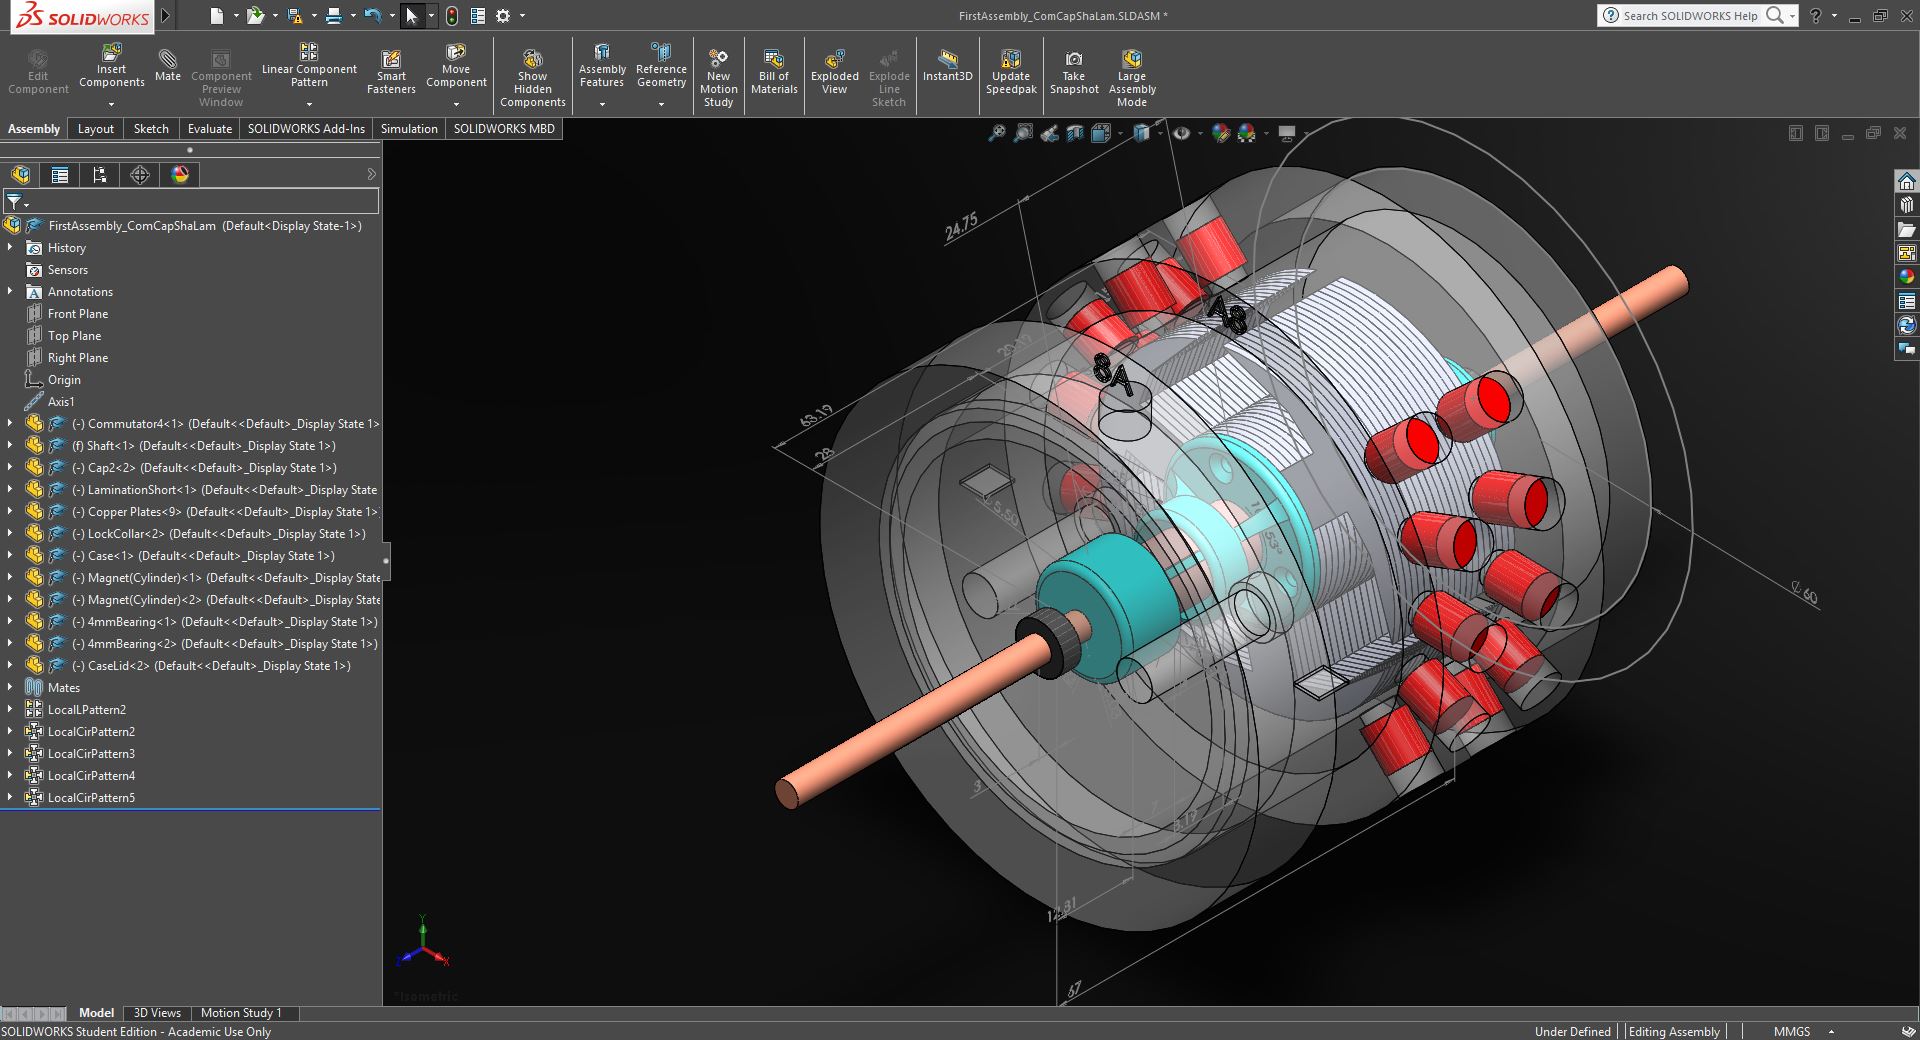 SOLIDWORKS
FirstAssembly_ComCapShaLam.SLDASM *
Search SOLIDWORKS Help
Edit Component
Insert Components
Mate
Component Preview Window
Linear Component Pattern
Smart Fasteners
Move Component
Show Hidden Components
Assembly Features
Reference Geometry
New Motion Study
Bill of Materials
Exploded View
Explode Line Sketch
Instant3D
Update Speedpak
Take Snapshot
Large Assembly Mode
Assembly
Layout
Sketch
Evaluate
SOLIDWORKS Add-Ins
Simulation
SOLIDWORKS MBD
FirstAssembly_ComCapShaLam (Default<Display State-1>)
History
Sensors
Annotations
Front Plane
Top Plane
Right Plane
Origin
Axis1
(-) Commutator4<1> (Default<<Default>_Display State 1>
(f) Shaft<1> (Default<<Default>_Display State 1>)
(-) Cap2<2> (Default<<Default>_Display State 1>)
(-) LaminationShort<1> (Default<<Default>_Display State
(-) Copper Plates<9> (Default<<Default>_Display State 1>
(-) LockCollar<2> (Default<<Default>_Display State 1>)
(-) Case<1> (Default<<Default>_Display State 1>)
(-) Magnet(Cylinder)<1> (Default<<Default>_Display State
(-) Magnet(Cylinder)<2> (Default<<Default>_Display State
(-) 4mmBearing<1> (Default<<Default>_Display State 1>)
(-) 4mmBearing<2> (Default<<Default>_Display State 1>)
(-) CaseLid<2> (Default<<Default>_Display State 1>)
Mates
LocalLPattern2
LocalCirPattern2
LocalCirPattern3
LocalCirPattern4
LocalCirPattern5
24.75
63.19
28
53°
∅ 60
3
7
12.31
67
Y
Z
X
*Isometric
Model
3D Views
Motion Study 1
SOLIDWORKS Student Edition - Academic Use Only
Under Defined
Editing Assembly
MMGS